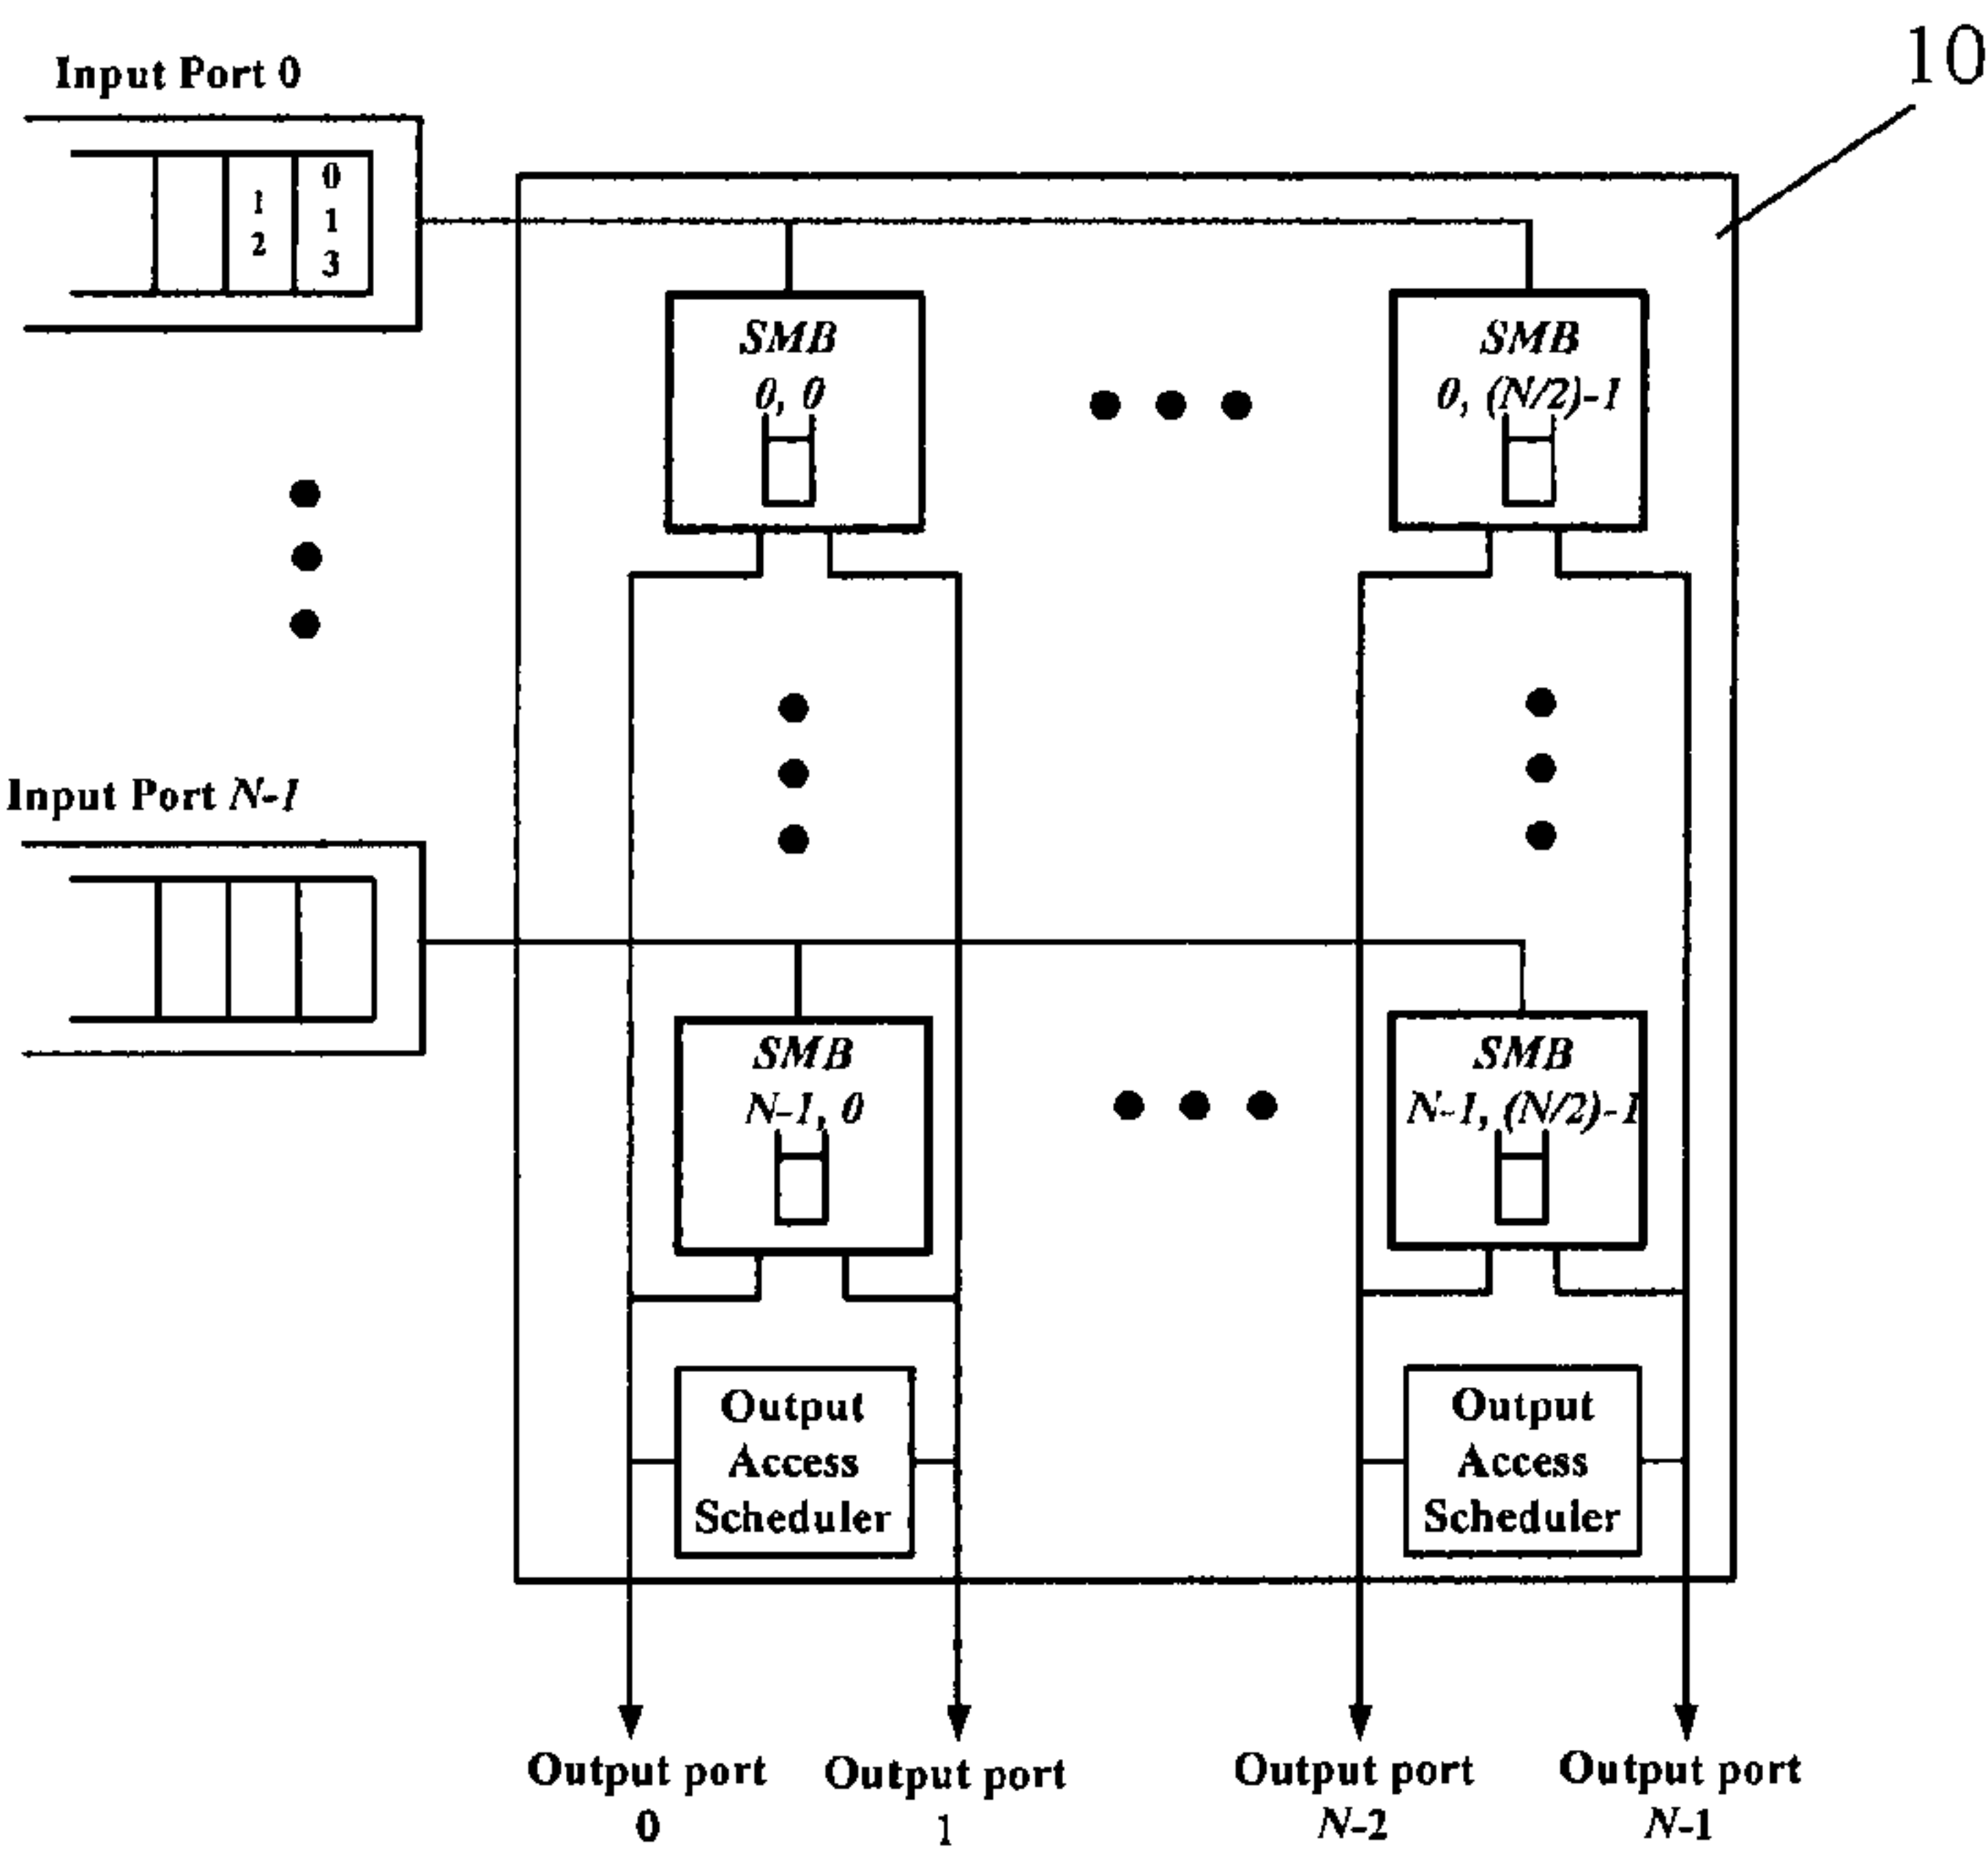 10
Input Port 0
0
1
1
2
3
SMB
0, 0
SMB
0, (N/2)-1
Input Port N-1
SMB
N-1, 0
SMB
N-1, (N/2)-1
Output
Access
Scheduler
Output
Access
Scheduler
Output port
0
Output port
1
Output port
N-2
Output port
N-1